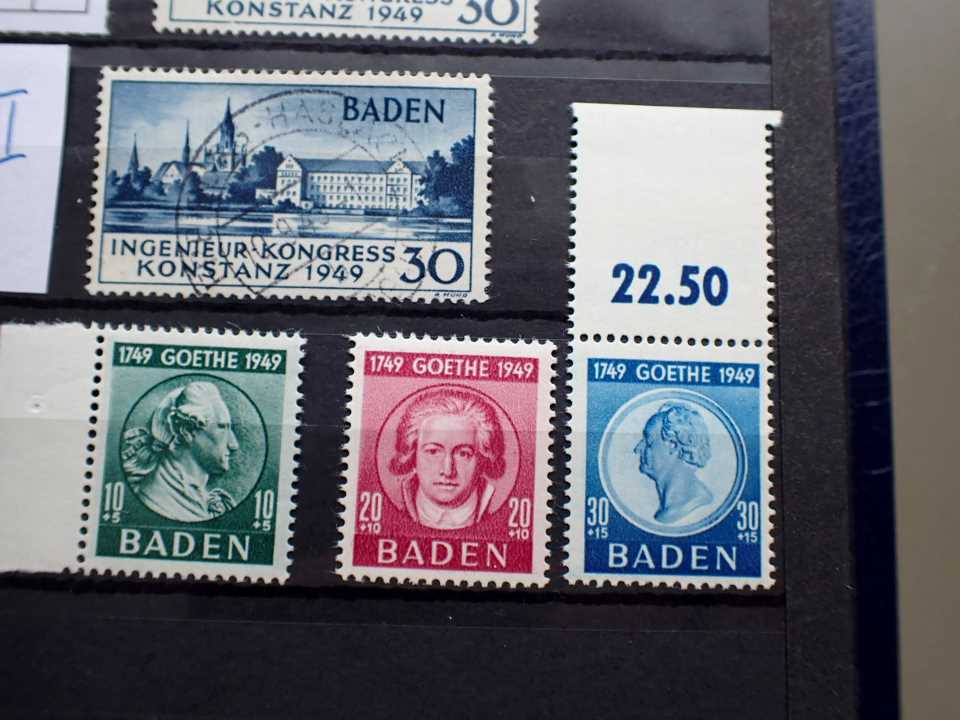 KONSTANZ 1949 30
I
BADEN
INGENIEUR-KONGRESS
KONSTANZ 1949 30
22.50
1749 GOETHE 1949
10 +5 10 +5
BADEN
1749 GOETHE 1949
20 +10 20 +10
BADEN
1749 GOETHE 1949
30 +15 30 +15
BADEN